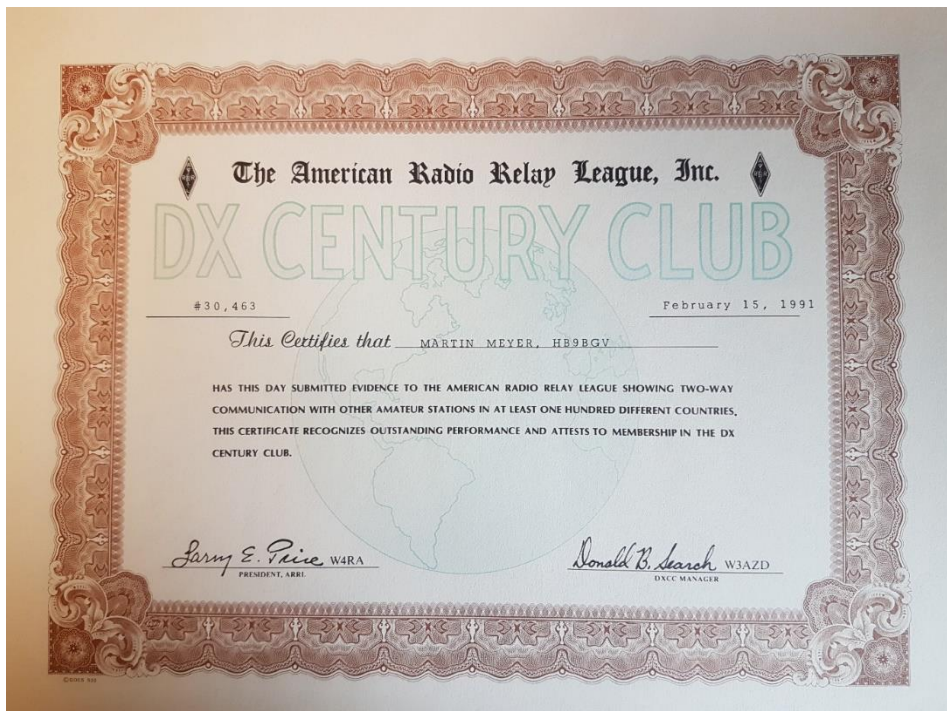 The American Radio Relay League, Inc.
DX CENTURY CLUB
#30,463
February 15, 1991
This Certifies that MARTIN MEYER, HB9BGV
HAS THIS DAY SUBMITTED EVIDENCE TO THE AMERICAN RADIO RELAY LEAGUE SHOWING TWO-WAY
COMMUNICATION WITH OTHER AMATEUR STATIONS IN AT LEAST ONE HUNDRED DIFFERENT COUNTRIES.
THIS CERTIFICATE RECOGNIZES OUTSTANDING PERFORMANCE AND ATTESTS TO MEMBERSHIP IN THE DX
CENTURY CLUB.
Larry E. Price W4RA
PRESIDENT, ARRL
Donald B. Search W3AZD
DXCC MANAGER